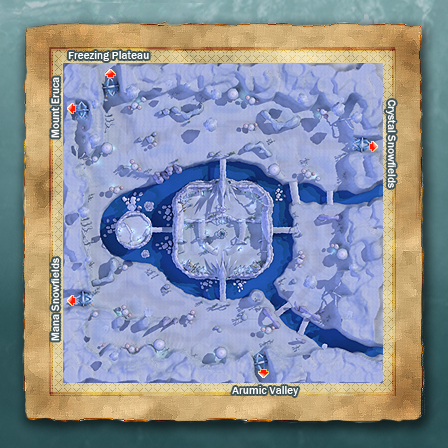 Freezing Plateau
Mount Eruca
Crystal Snowfields
Mana Snowfields
Arumic Valley